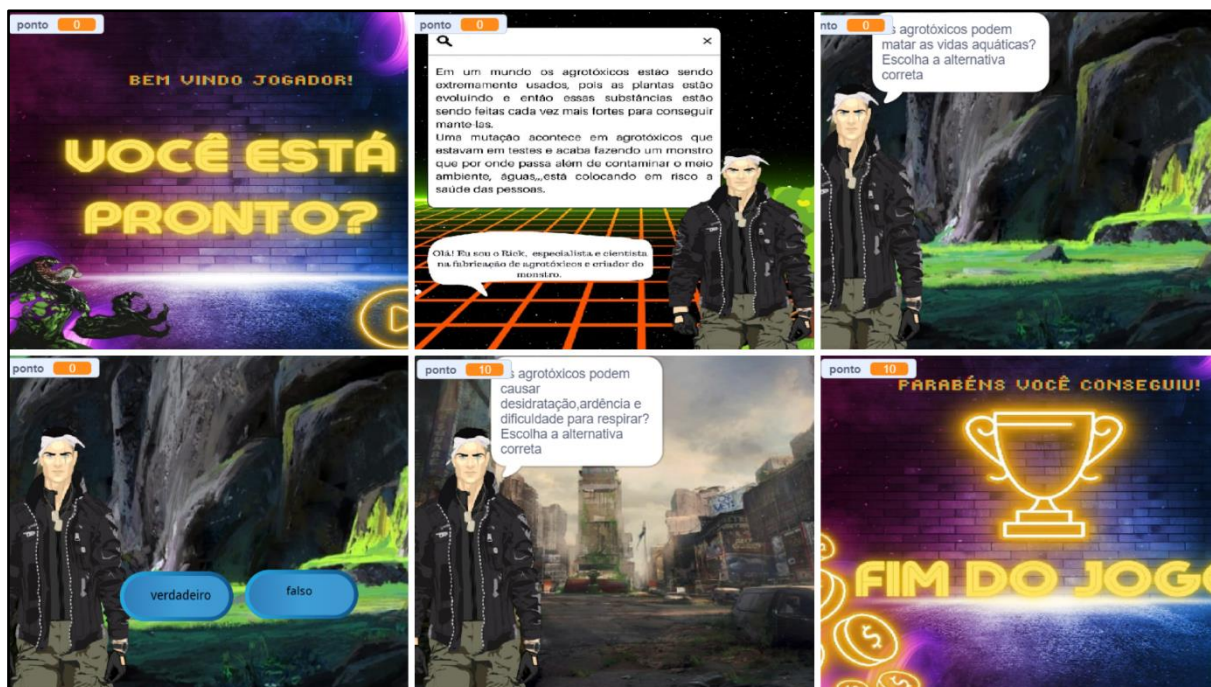 ponto 0
BEM VINDO JOGADOR!
VOCÊ ESTÁ
PRONTO?
ponto 0
Em um mundo os agrotóxicos estão sendo
extremamente usados, pois as plantas estão
evoluindo e então essas substâncias estão
sendo feitas cada vez mais fortes para conseguir
mante-las.
Uma mutação acontece em agrotóxicos que
estavam em testes e acaba fazendo um monstro
que por onde passa além de contaminar o meio
ambiente, águas,,,está colocando em risco a
saúde das pessoas.
Olá! Eu sou o Rick, especialista e cientista
na fabricação de agrotóxicos e criador do
monstro.
ponto 0
s agrotóxicos podem
matar as vidas aquáticas?
Escolha a alternativa
correta
ponto 0
verdadeiro
falso
ponto 10
s agrotóxicos podem
causar
desidratação,ardência e
dificuldade para respirar?
Escolha a alternativa
correta
ponto 10
PARABÉNS VOCÊ CONSEGUIU!
FIM DO JOGO